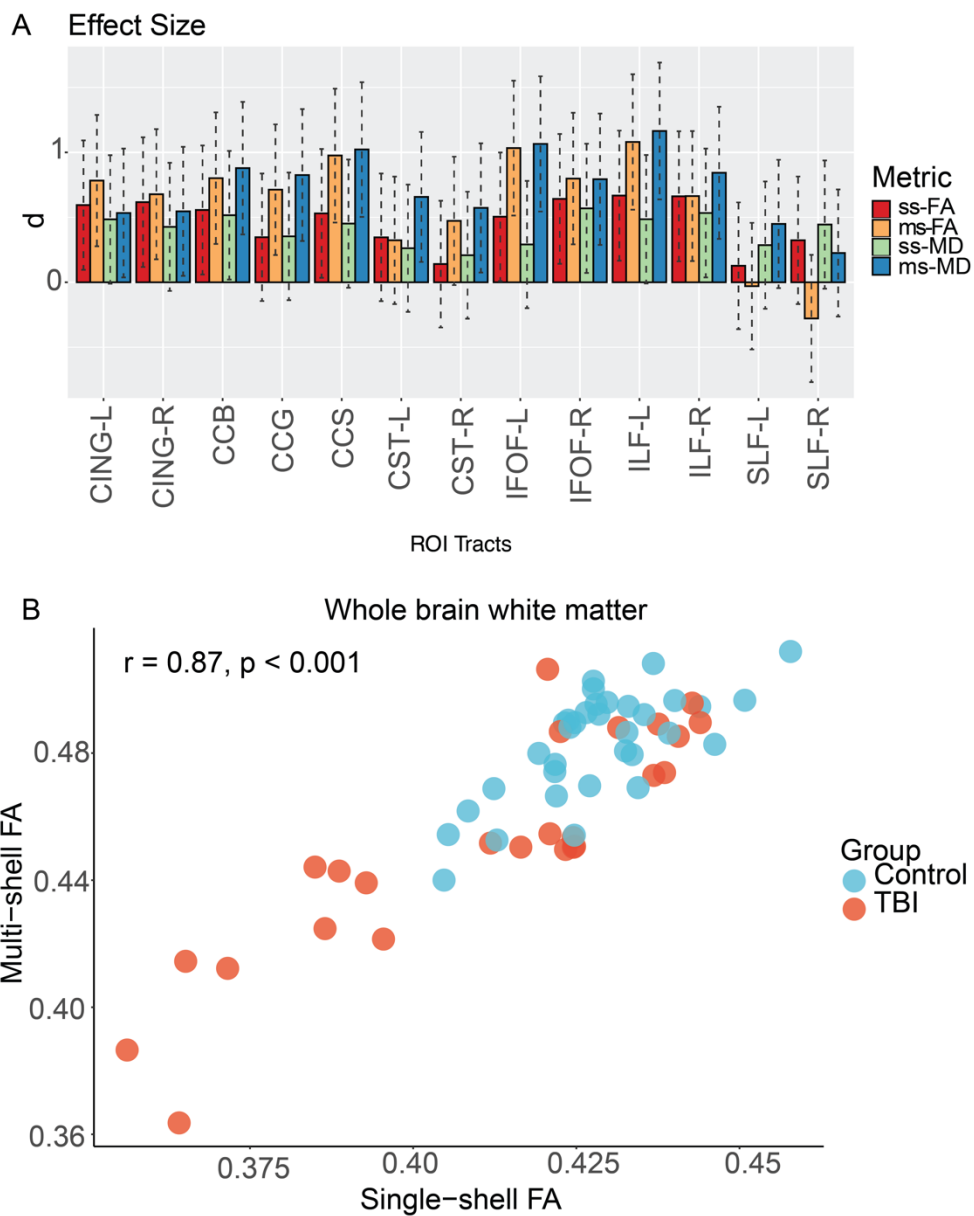 A Effect Size
d
1
0
Metric
ss-FA
ms-FA
ss-MD
ms-MD
CING-L
CING-R
CCB
CCG
CCS
CST-L
CST-R
IFOF-L
IFOF-R
ILF-L
ILF-R
SLF-L
SLF-R
ROI Tracts
B Whole brain white matter
r = 0.87, p < 0.001
Multi−shell FA
0.48
0.44
0.40
0.36
Group
Control
TBI
0.375 0.40 0.425 0.45
Single−shell FA